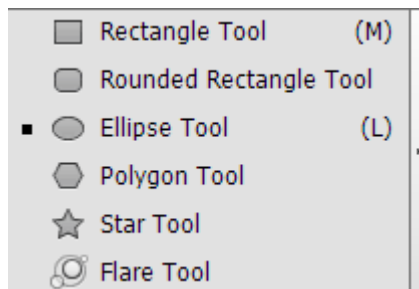 Rectangle Tool (M)
Rounded Rectangle Tool
Ellipse Tool (L)
Polygon Tool
Star Tool
Flare Tool